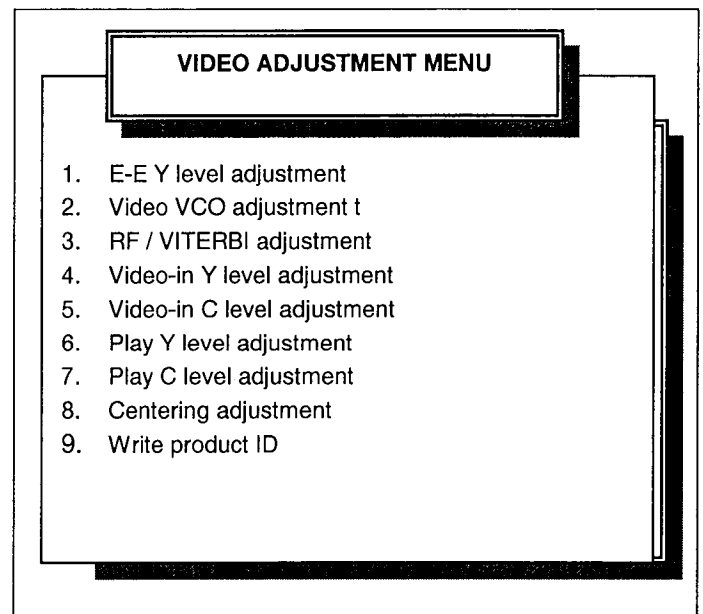 VIDEO ADJUSTMENT MENU
1. E-E Y level adjustment
2. Video VCO adjustment t
3. RF / VITERBI adjustment
4. Video-in Y level adjustment
5. Video-in C level adjustment
6. Play Y level adjustment
7. Play C level adjustment
8. Centering adjustment
9. Write product ID